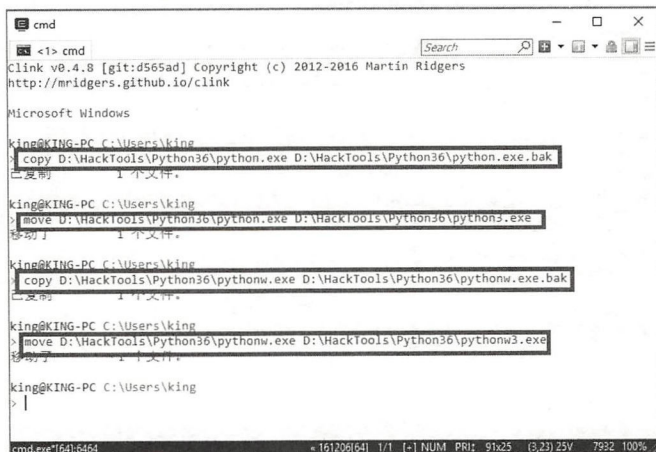 cmd
<1> cmd
Search
Clink v0.4.8 [git:d565ad] Copyright (c) 2012-2016 Martin Ridgers
http://mridgers.github.io/clink
Microsoft Windows
king@KING-PC C:\Users\king
> copy D:\HackTools\Python36\python.exe D:\HackTools\Python36\python.exe.bak
已复制 1 个文件。
king@KING-PC C:\Users\king
> move D:\HackTools\Python36\python.exe D:\HackTools\Python36\python3.exe
移动了 1 个文件。
king@KING-PC C:\Users\king
> copy D:\HackTools\Python36\pythonw.exe D:\HackTools\Python36\pythonw.exe.bak
已复制 1 个文件。
king@KING-PC C:\Users\king
> move D:\HackTools\Python36\pythonw.exe D:\HackTools\Python36\pythonw3.exe
移动了 1 个文件。
king@KING-PC C:\Users\king
>
cmd.exe*[64]:6464 « 161206[64] 1/1 [+] NUM PRI: 91x25 (3,23) 25V 7932 100%